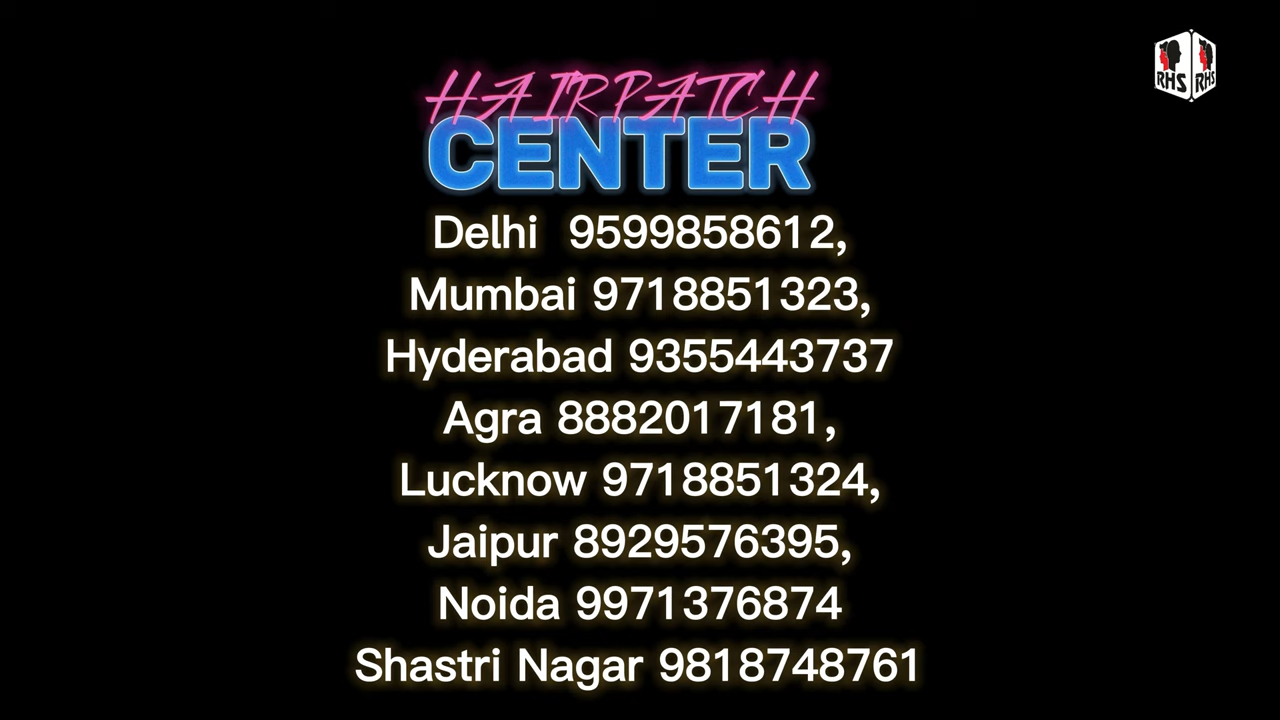 RHS RHS
HAIRPATCH
CENTER
Delhi 9599858612,
Mumbai 9718851323,
Hyderabad 9355443737
Agra 8882017181,
Lucknow 9718851324,
Jaipur 8929576395,
Noida 9971376874
Shastri Nagar 9818748761